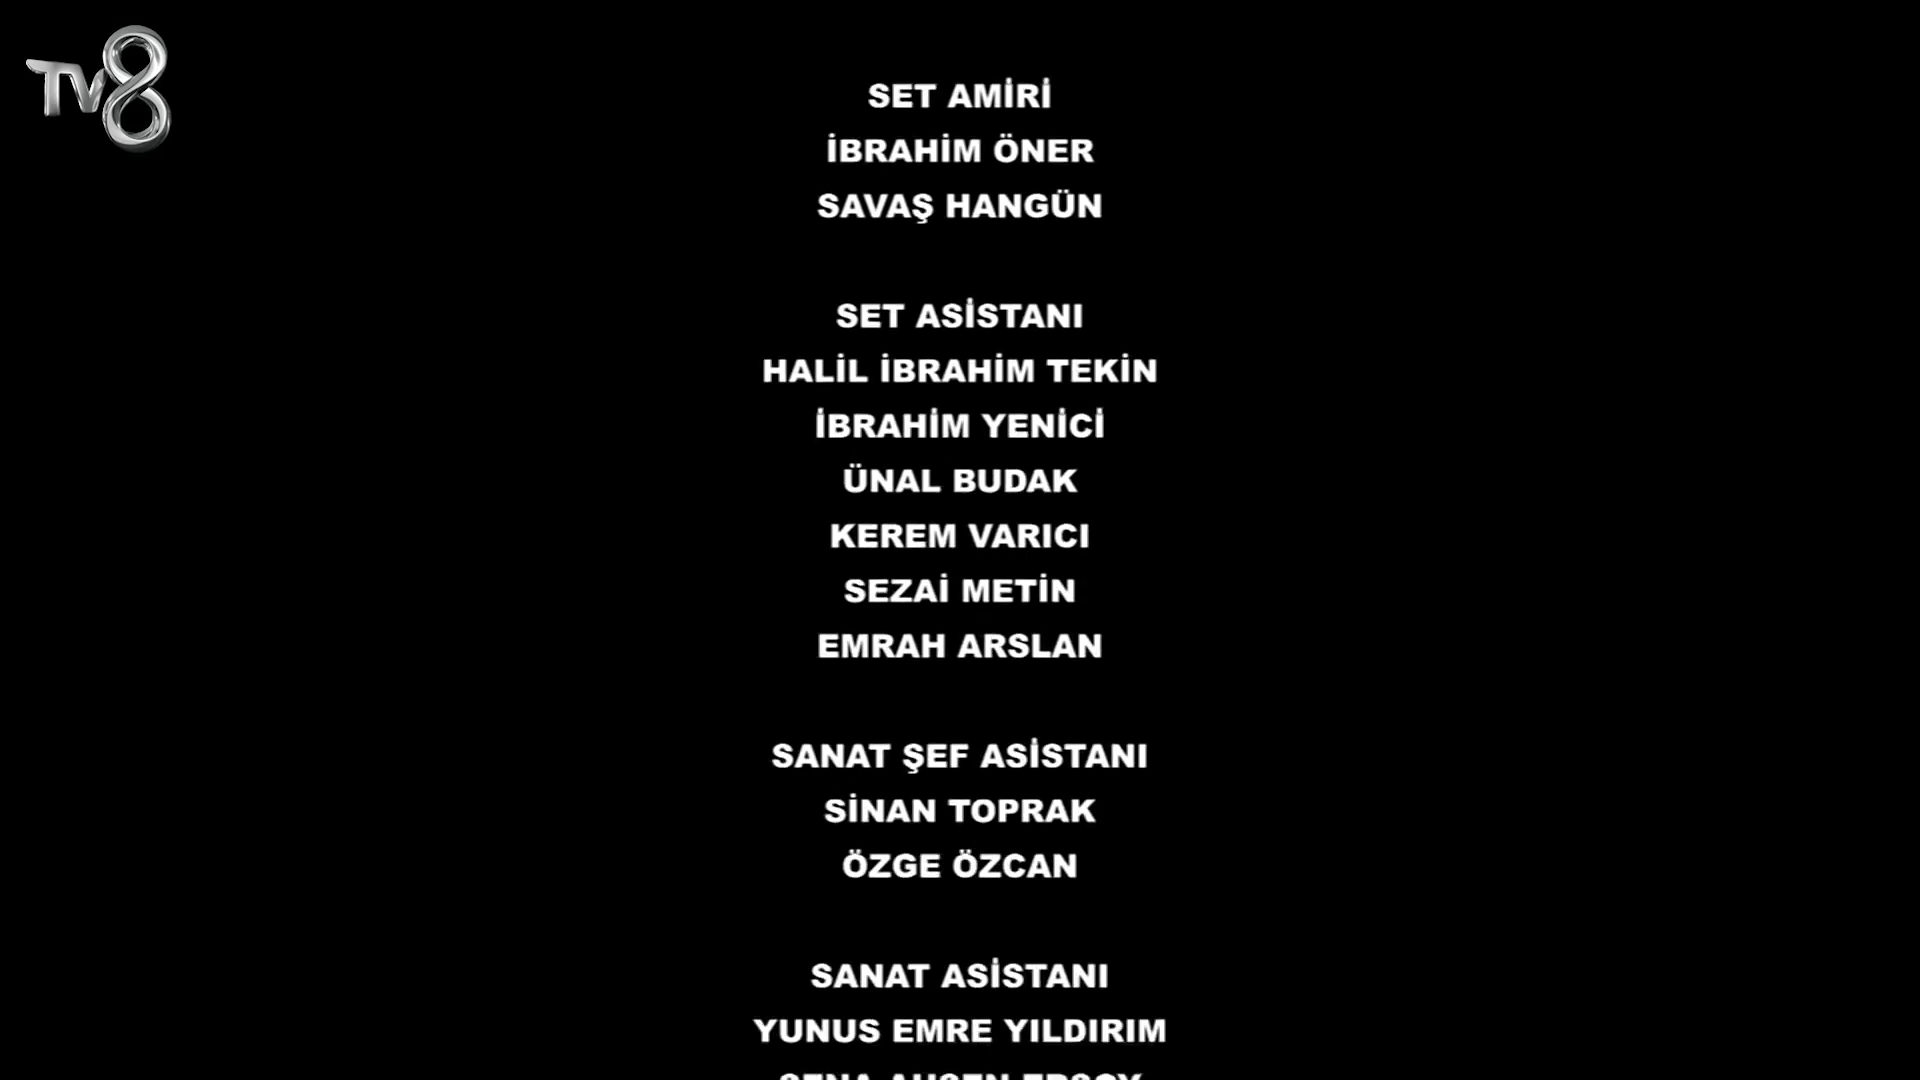 TV8
SET AMİRİ
İBRAHİM ÖNER
SAVAŞ HANGÜN
SET ASİSTANI
HALİL İBRAHİM TEKİN
İBRAHİM YENİCİ
ÜNAL BUDAK
KEREM VARICI
SEZAİ METİN
EMRAH ARSLAN
SANAT ŞEF ASİSTANI
SİNAN TOPRAK
ÖZGE ÖZCAN
SANAT ASİSTANI
YUNUS EMRE YILDIRIM